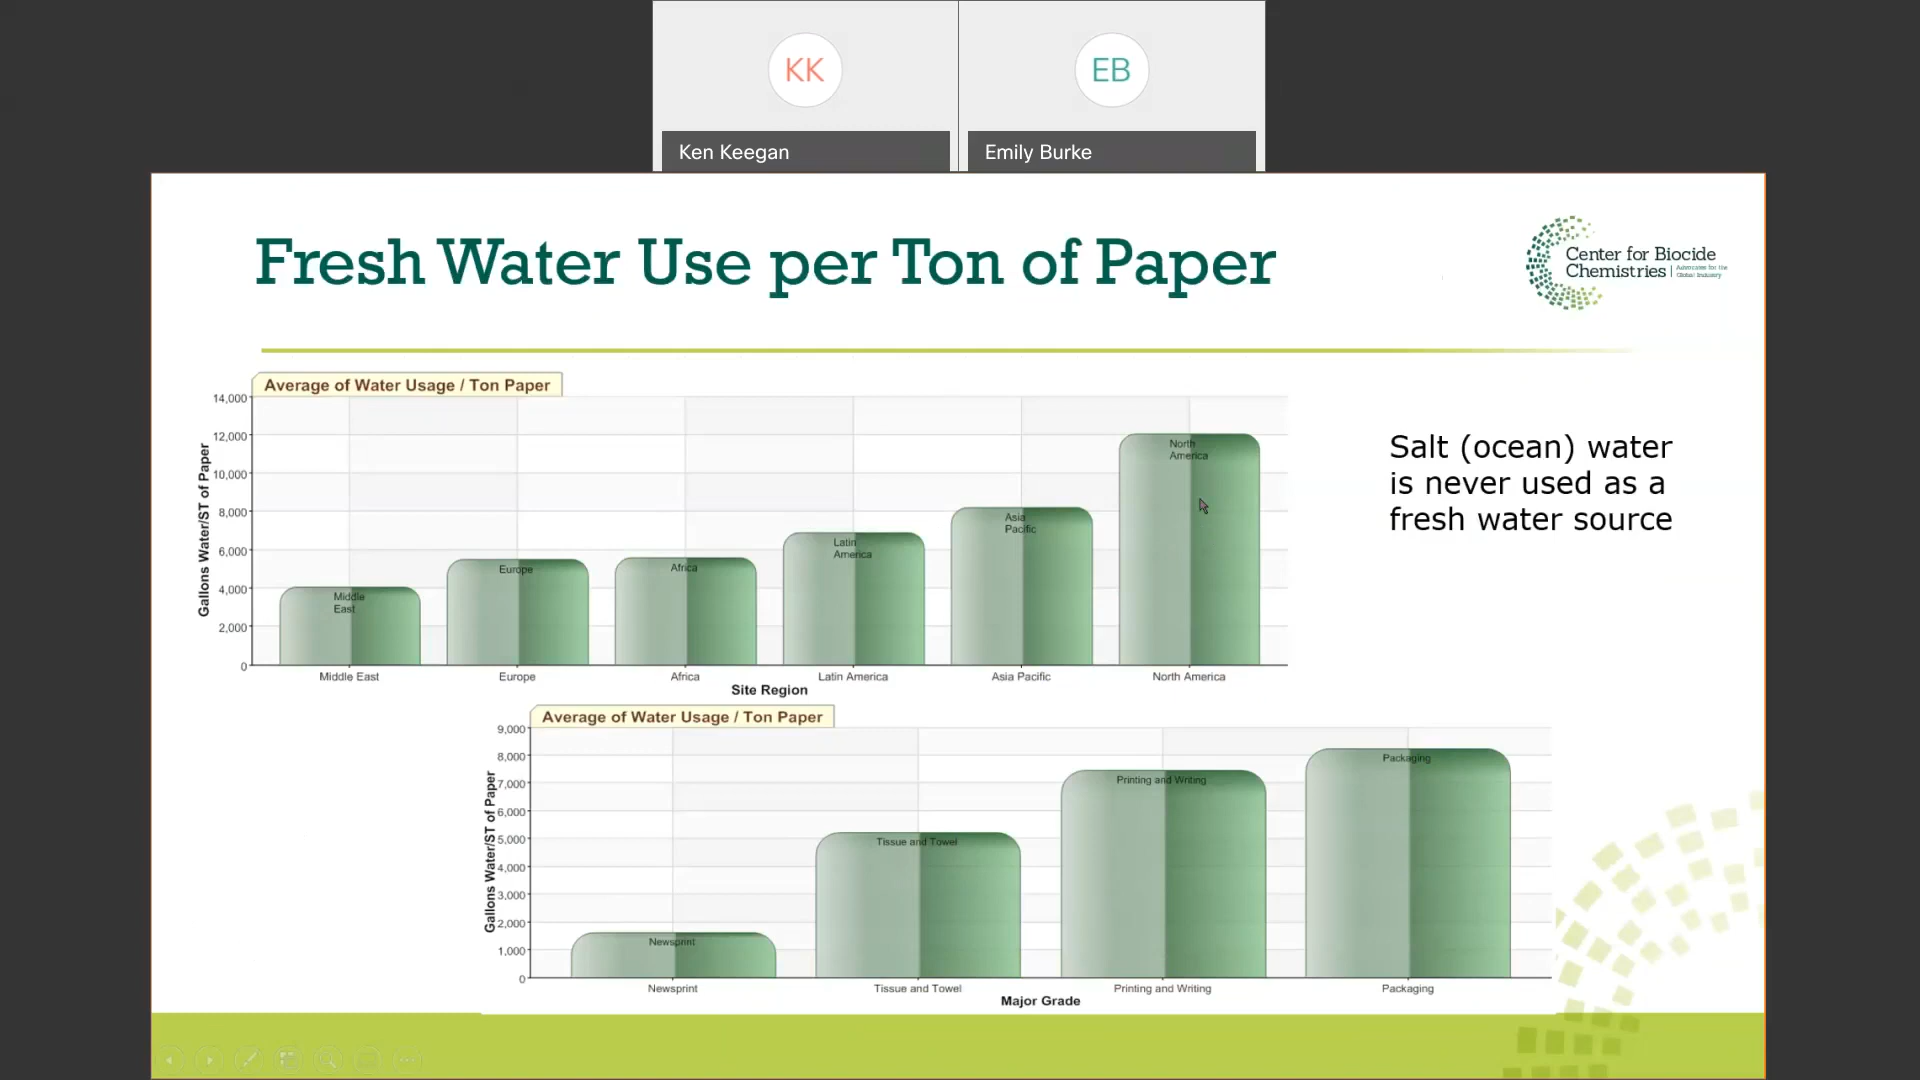 KK
EB
Ken Keegan
Emily Burke
Fresh Water Use per Ton of Paper
Center for Biocide
Chemistries | Advocates for the
Global Industry
Average of Water Usage / Ton Paper
14,000
12,000
10,000
8,000
6,000
4,000
2,000
0
Gallons Water/ST of Paper
Middle
East
Europe
Africa
Latin
America
Asia
Pacific
North
America
Middle East
Europe
Africa
Latin America
Asia Pacific
North America
Site Region
Salt (ocean) water
is never used as a
fresh water source
Average of Water Usage / Ton Paper
9,000
8,000
7,000
6,000
5,000
4,000
3,000
2,000
1,000
0
Gallons Water/ST of Paper
Newsprint
Tissue and Towel
Printing and Writing
Packaging
Newsprint
Tissue and Towel
Printing and Writing
Packaging
Major Grade